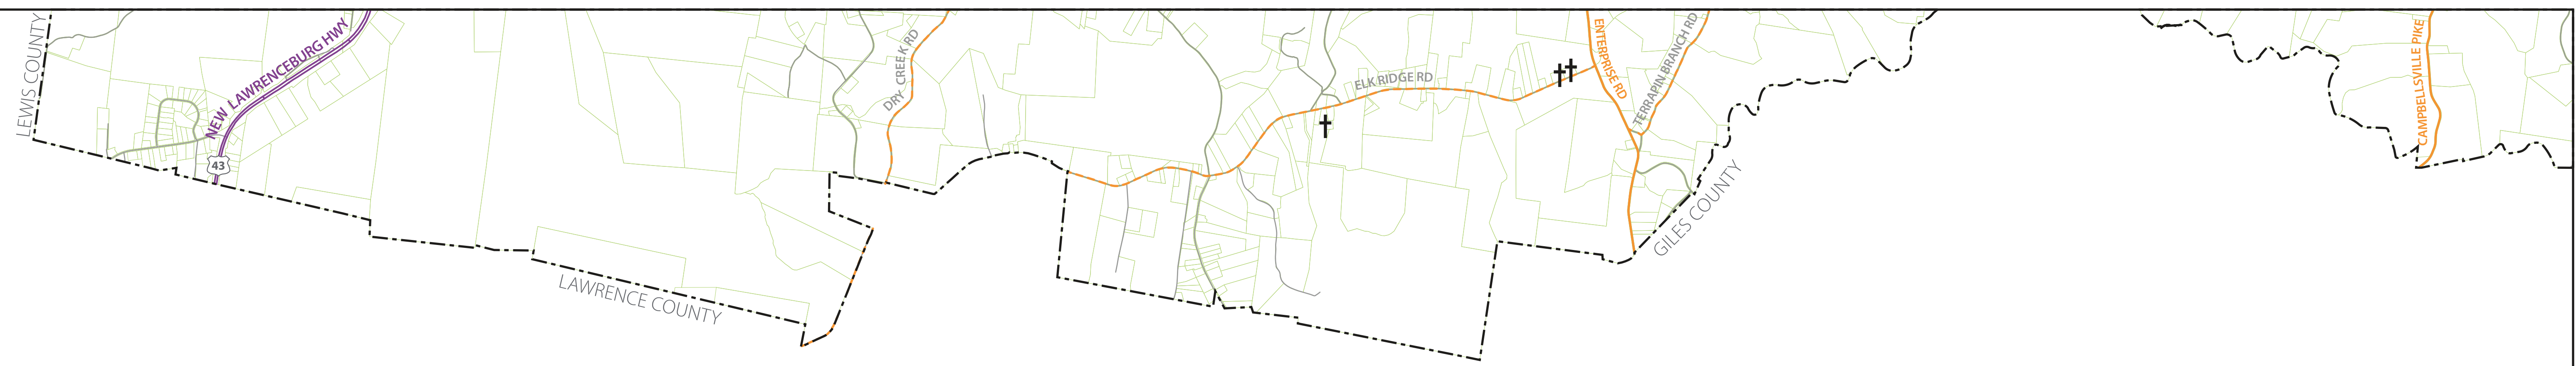 LEWIS COUNTY
NEW LAWRENCEBURG HW
43
LAWRENCE COUNTY
DRY CREEK RD
ELK RIDGE RD
ENTERPRISE RD
TERRAPIN BRANCH RD
GILES COUNTY
CAMPBELLSVILLE PIKE